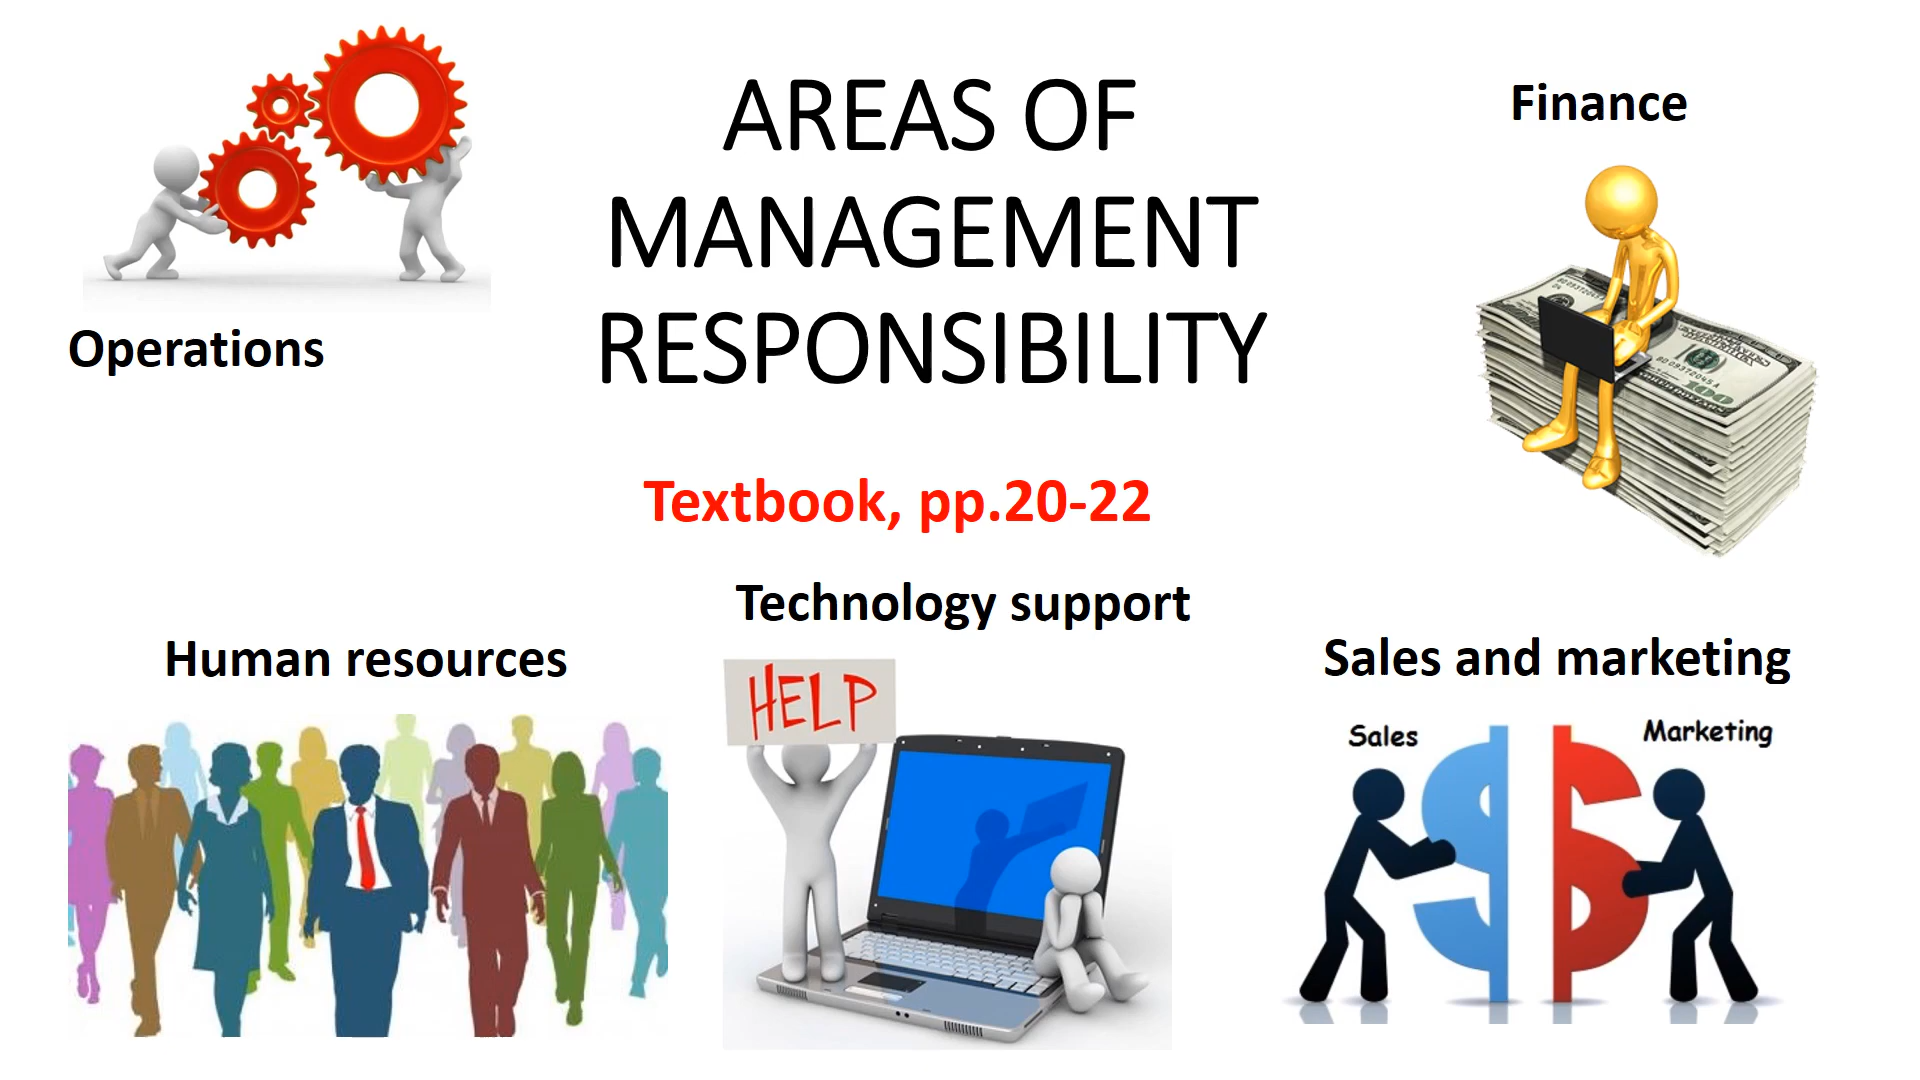 AREAS OF
MANAGEMENT
RESPONSIBILITY
Finance
Operations
Textbook, pp.20-22
Technology support
Human resources
Sales and marketing
HELP
Sales
Marketing